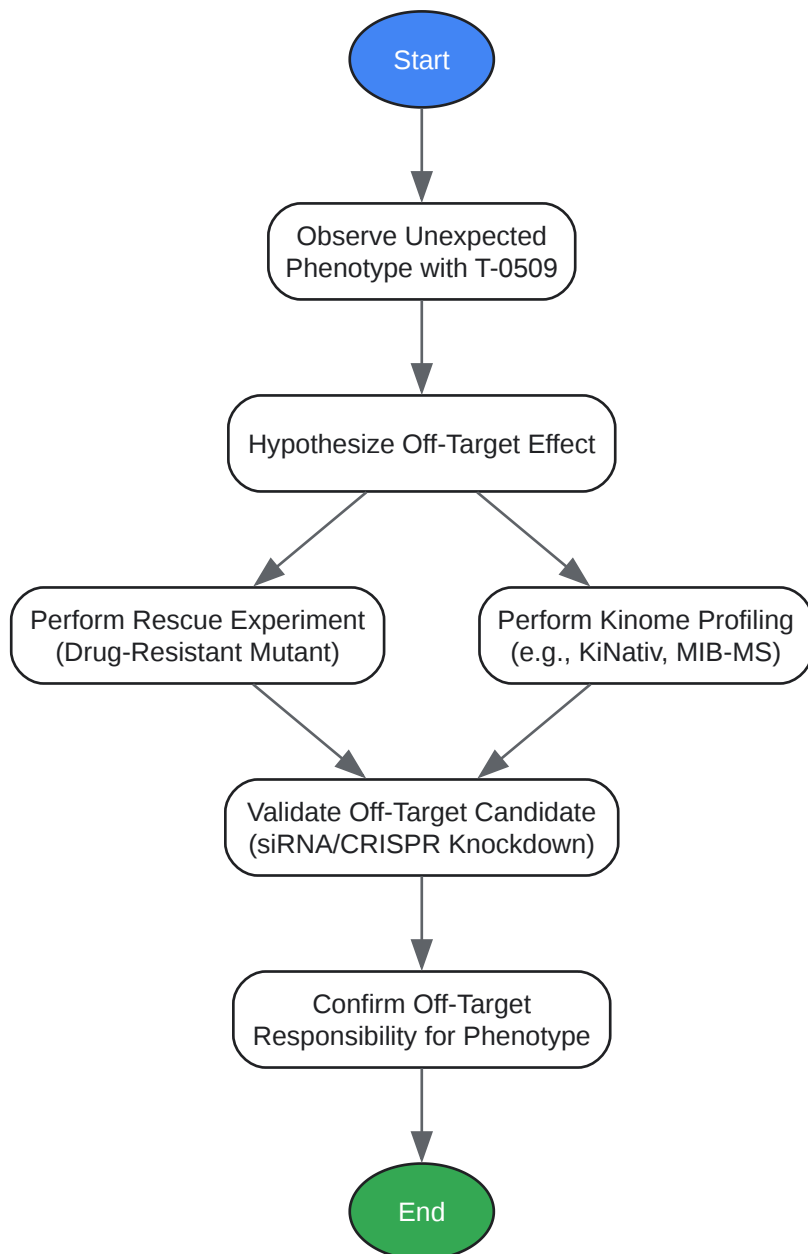 Start
Observe Unexpected
Phenotype with T-0509
Hypothesize Off-Target Effect
Perform Rescue Experiment
(Drug-Resistant Mutant)
Perform Kinome Profiling
(e.g., KiNativ, MIB-MS)
Validate Off-Target Candidate
(siRNA/CRISPR Knockdown)
Confirm Off-Target
Responsibility for Phenotype
End